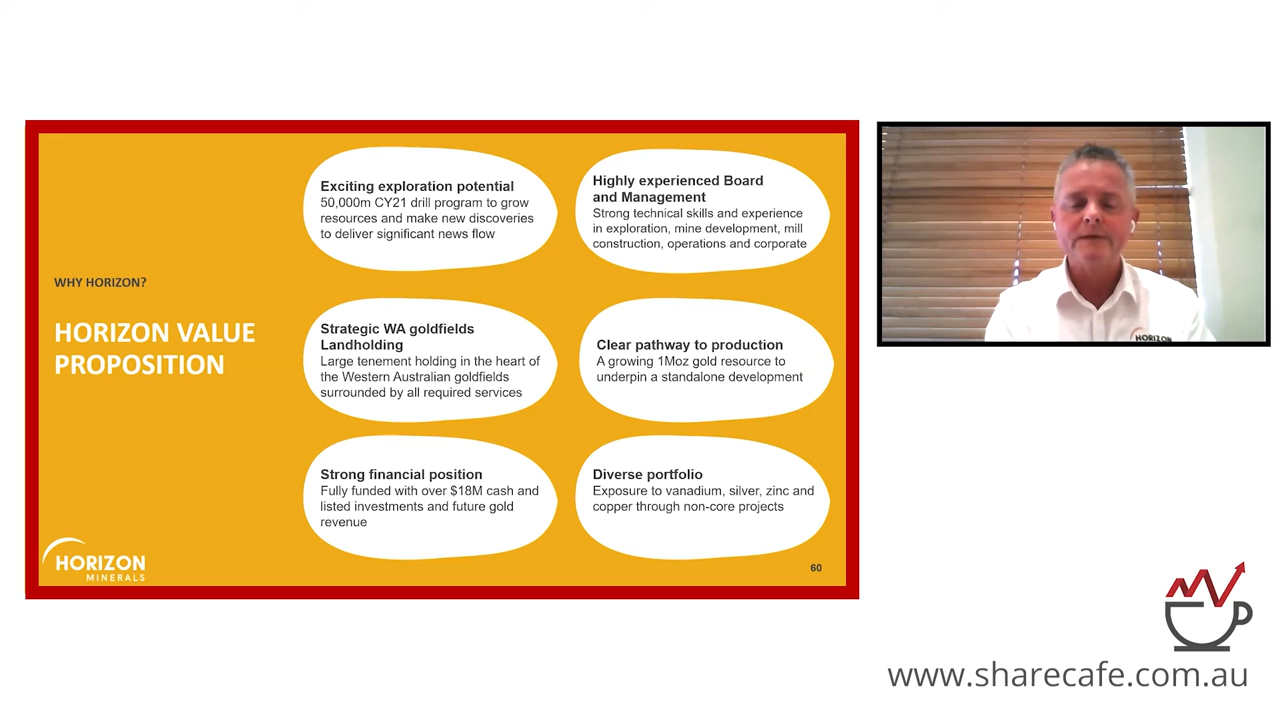 WHY HORIZON?
HORIZON VALUE
PROPOSITION
Exciting exploration potential
50,000m CY21 drill program to grow
resources and make new discoveries
to deliver significant news flow
Highly experienced Board
and Management
Strong technical skills and experience
in exploration, mine development, mill
construction, operations and corporate
Strategic WA goldfields
Landholding
Large tenement holding in the heart of
the Western Australian goldfields
surrounded by all required services
Clear pathway to production
A growing 1Moz gold resource to
underpin a standalone development
Strong financial position
Fully funded with over $18M cash and
listed investments and future gold
revenue
Diverse portfolio
Exposure to vanadium, silver, zinc and
copper through non-core projects
HORIZON
MINERALS
60
HORIZON
www.sharecafe.com.au